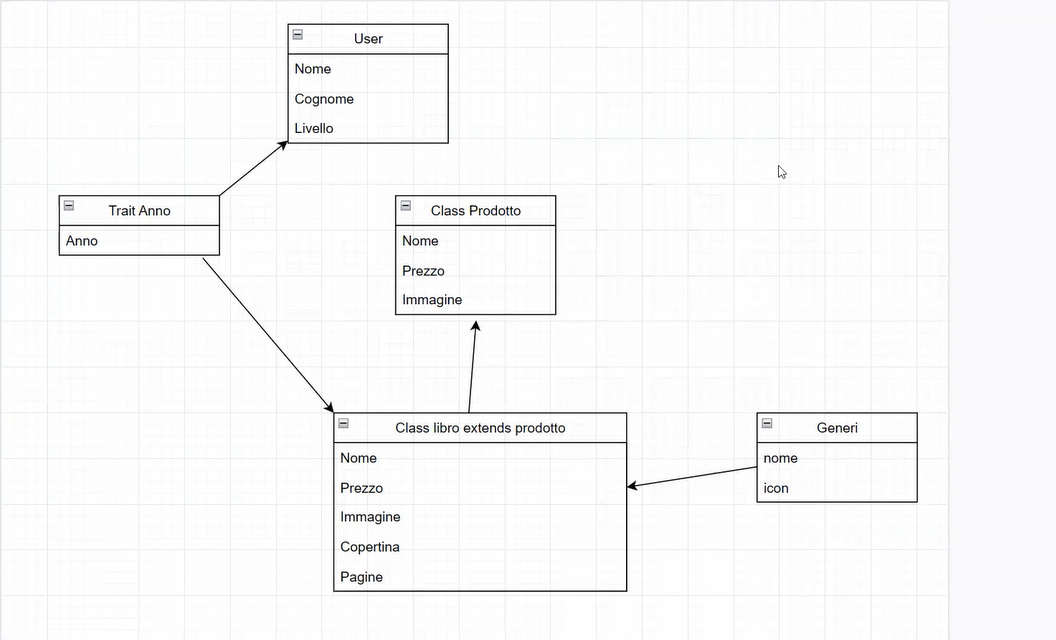 User
Nome
Cognome
Livello
Trait Anno
Anno
Class Prodotto
Nome
Prezzo
Immagine
Class libro extends prodotto
Nome
Prezzo
Immagine
Copertina
Pagine
Generi
nome
icon